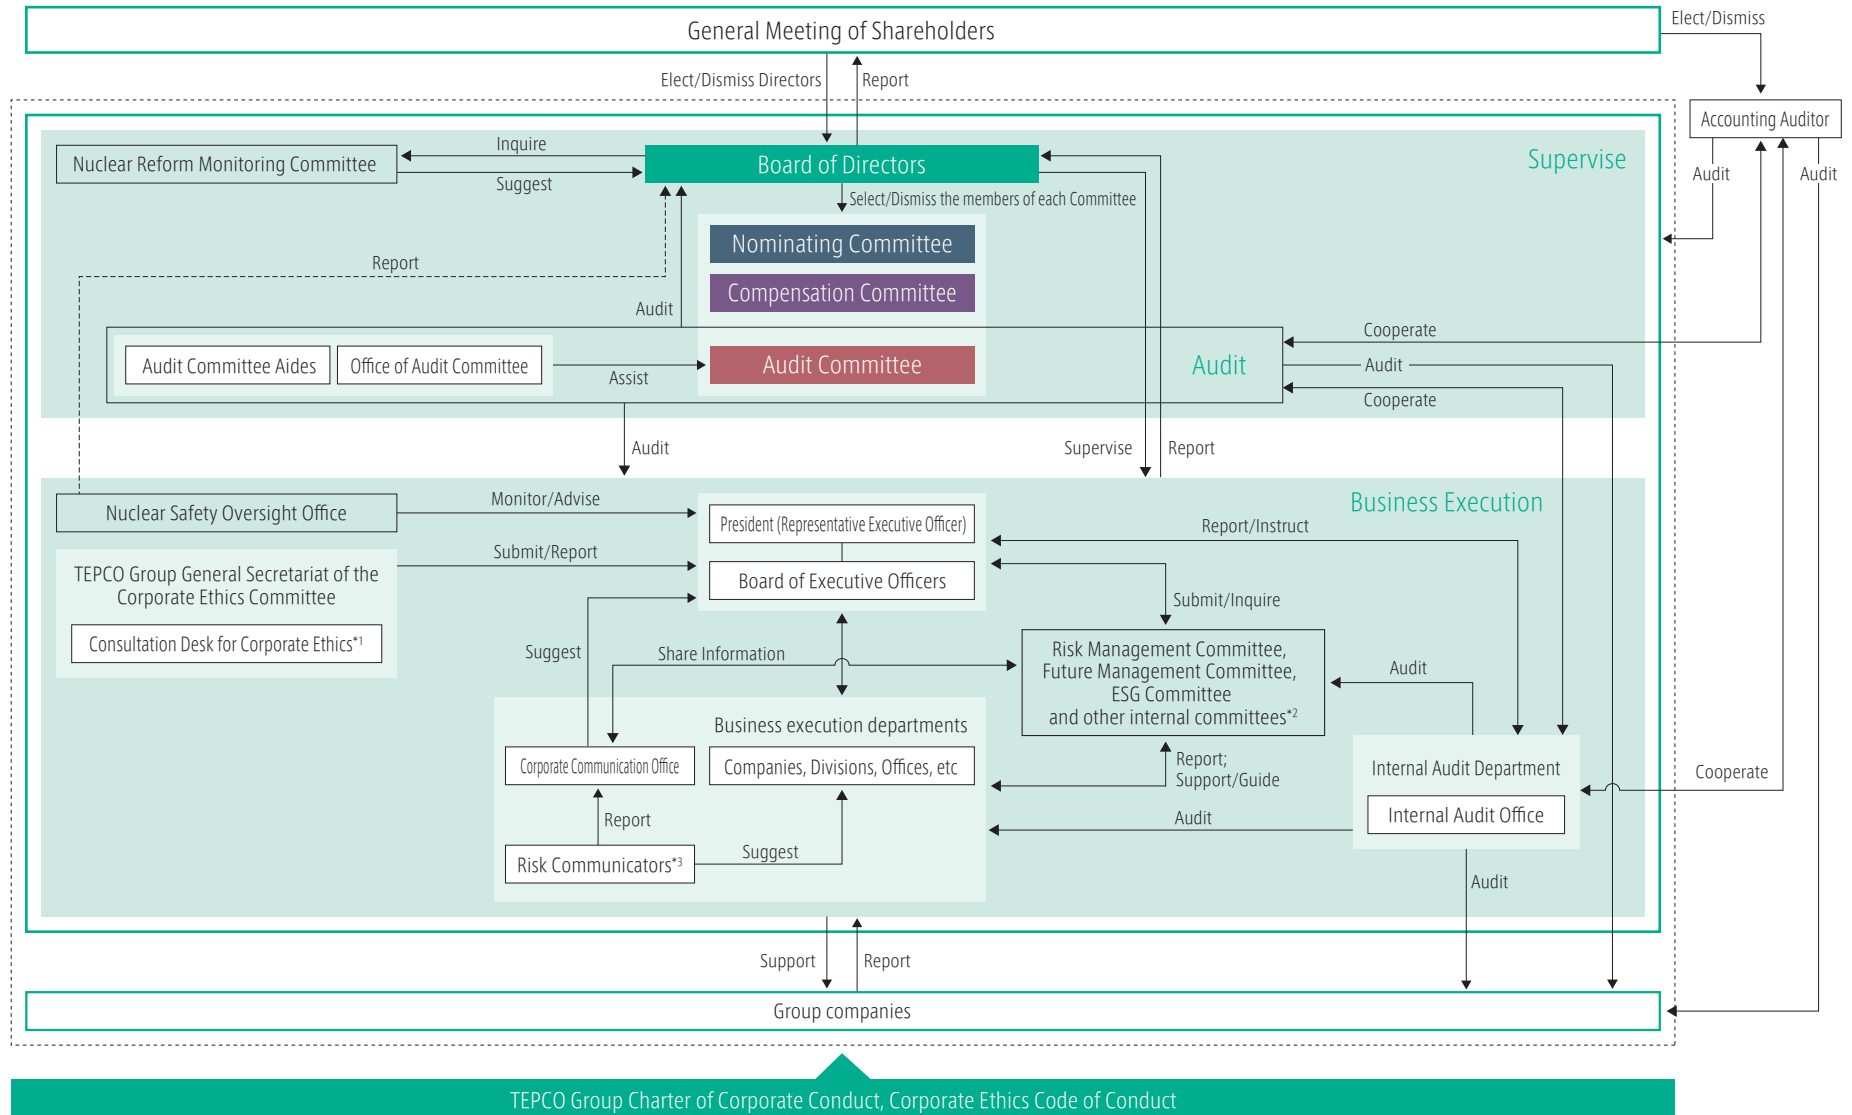 Elect/Dismiss
General Meeting of Shareholders
Elect/Dismiss Directors
Report
Accounting Auditor
Nuclear Reform Monitoring Committee
Inquire
Suggest
Board of Directors
Supervise
Audit
Audit
Select/Dismiss the members of each Committee
Nominating Committee
Report
Compensation Committee
Audit
Cooperate
Audit Committee Aides
Office of Audit Committee
Assist
Audit Committee
Audit
Audit
Cooperate
Audit
Supervise
Report
Business Execution
Nuclear Safety Oversight Office
Monitor/Advise
President (Representative Executive Officer)
Report/Instruct
Submit/Report
TEPCO Group General Secretariat of the
Corporate Ethics Committee
Board of Executive Officers
Submit/Inquire
Consultation Desk for Corporate Ethics*1
Suggest
Share Information
Risk Management Committee,
Future Management Committee,
ESG Committee
and other internal committees*2
Audit
Business execution departments
Corporate Communication Office
Companies, Divisions, Offices, etc
Report;
Support/Guide
Internal Audit Department
Cooperate
Internal Audit Office
Report
Audit
Risk Communicators*3
Suggest
Audit
Support
Report
Group companies
TEPCO Group Charter of Corporate Conduct, Corporate Ethics Code of Conduct